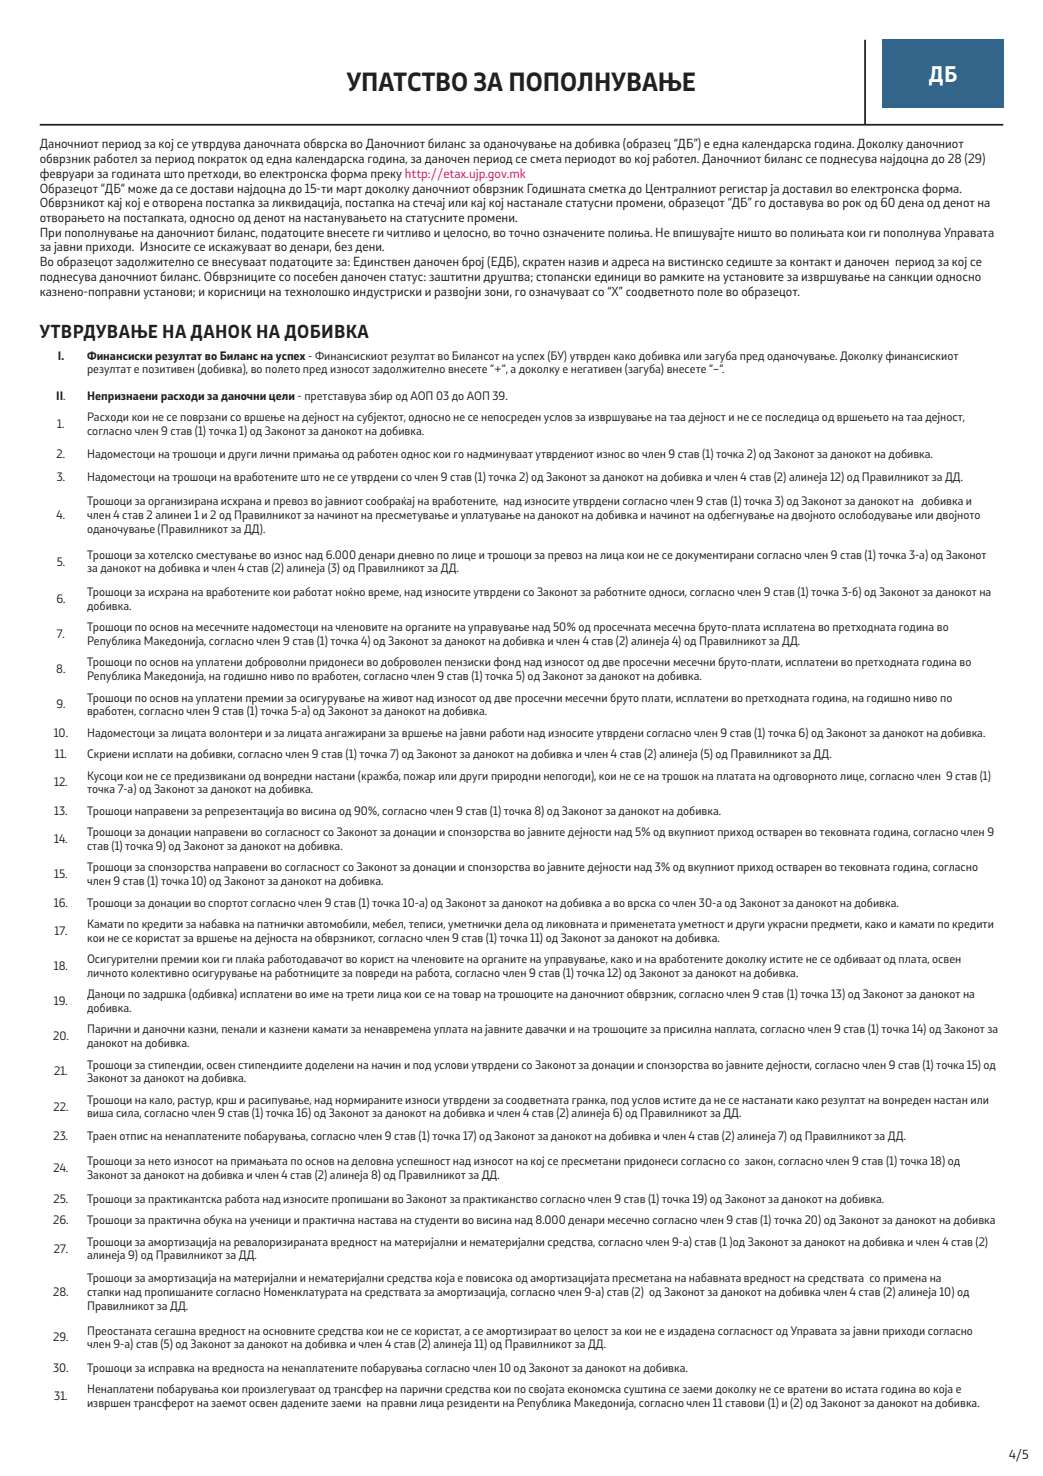 УПАТСТВО ЗА ПОПОЛНУВАЊЕ
ДБ
Даночниот период за кој се утврдува даночната обврска во Даночниот биланс за оданочување на добивка (образец “ДБ”) е една календарска година. Доколку даночниот
обврзник работел за период пократок од една календарска година, за даночен период се смета периодот во кој работел. Даночниот биланс се поднесува најдоцна до 28 (29)
февруари за годината што претходи, во електронска форма преку http://etax.ujp.gov.mk
Образецот “ДБ“ може да се достави најдоцна до 15-ти март доколку даночниот обврзник Годишната сметка до Централниот регистар ја доставил во електронска форма.
Обврзникот кај кој е отворена постапка за ликвидација, постапка на стечај или кај кој настанале статусни промени, образецот “ДБ” го доставува во рок од 60 дена од денот на
отворањето на постапката, односно од денот на настанувањето на статусните промени.
При пополнување на даночниот биланс, податоците внесете ги читливо и целосно, во точно означените полиња. Не впишувајте ништо во полињата кои ги пополнува Управата
за јавни приходи.  Износите се искажуваат во денари, без дени.
Во образецот задолжително се внесуваат податоците за: Единствен даночен број (ЕДБ), скратен назив и адреса на вистинско седиште за контакт и даночен  период за кој се
поднесува даночниот биланс. Обврзниците со посебен даночен статус: заштитни друштва; стопански единици во рамките на установите за извршување на санкции односно
казнено-поправни установи; и корисници на технолошко индустриски и развојни зони, го означуваат со “Х” соодветното поле во образецот.
УТВРДУВАЊЕ НА ДАНОК НА ДОБИВКА
I. Финансиски резултат во Биланс на успех - Финансискиот резултат во Билансот на успех (БУ) утврден како добивка или загуба пред оданочување. Доколку финансискиот
резултат е позитивен (добивка), во полето пред износот задолжително внесете “+“, а доколку е негативен (загуба) внесете “–“.
II. Непризнаени расходи за даночни цели - претставува збир од АОП 03 до АОП 39.
1. Расходи кои не се поврзани со вршење на дејност на субјектот, односно не се непосреден услов за извршување на таа дејност и не се последица од вршењето на таа дејност,
согласно член 9 став (1) точка 1) од Законот за данокот на добивка.
2. Надоместоци на трошоци и други лични примања од работен однос кои го надминуваат утврдениот износ во член 9 став (1) точка 2) од Законот за данокот на добивка.
3. Надоместоци на трошоци на вработените што не се утврдени со член 9 став (1) точка 2) од Законот за данокот на добивка и член 4 став (2) алинеја 12) од Правилникот за ДД.
4. Трошоци за организирана исхрана и превоз во јавниот сообраќај на вработените,  над износите утврдени согласно член 9 став (1) точка 3) од Законот за данокот на   добивка и
член 4 став 2 алинеи 1 и 2 од Правилникот за начинот на пресметување и уплатување на данокот на добивка и начинот на одбегнување на двојното ослободување или двојното
оданочување (Правилникот за ДД).
5. Трошоци за хотелско сместување во износ над 6.000 денари дневно по лице и трошоци за превоз на лица кои не се документирани согласно член 9 став (1) точка 3-а) од Законот
за данокот на добивка и член 4 став (2) алинеја (3) од Правилникот за ДД.
6. Трошоци за исхрана на вработените кои работат ноќно време, над износите утврдени со Законот за работните односи, согласно член 9 став (1) точка 3-б) од Законот за данокот на
добивка.
7. Трошоци по основ на месечните надоместоци на членовите на органите на управување над 50% од просечната месечна бруто-плата исплатена во претходната година во
Република Македонија, согласно член 9 став (1) точка 4) од Законот за данокот на добивка и член 4 став (2) алинеја 4) од Правилникот за ДД.
8. Трошоци по основ на уплатени доброволни придонеси во доброволен пензиски фонд над износот од две просечни месечни бруто-плати, исплатени во претходната година во
Република Македонија, на годишно ниво по вработен, согласно член 9 став (1) точка 5) од Законот за данокот на добивка.
9. Трошоци по основ на уплатени премии за осигурување на живот над износот од две просечни месечни бруто плати, исплатени во претходната година, на годишно ниво по
вработен, согласно член 9 став (1) точка 5-а) од Законот за данокот на добивка.
10. Надоместоци за лицата волонтери и за лицата ангажирани за вршење на јавни работи над износите утврдени согласно член 9 став (1) точка 6) од Законот за данокот на добивка.
11. Скриени исплати на добивки, согласно член 9 став (1) точка 7) од Законот за данокот на добивка и член 4 став (2) алинеја (5) од Правилникот за ДД.
12. Кусоци кои не се предизвикани од вонредни настани (кражба, пожар или други природни непогоди), кои не се на трошок на платата на одговорното лице, согласно член  9 став (1)
точка 7-а) од Законот за данокот на добивка.
13. Трошоци направени за репрезентација во висина од 90%, согласно член 9 став (1) точка 8) од Законот за данокот на добивка.
14. Трошоци за донации направени во согласност со Законот за донации и спонзорства во јавните дејности над 5% од вкупниот приход остварен во тековната година, согласно член 9
став (1) точка 9) од Законот за данокот на добивка.
15. Трошоци за спонзорства направени во согласност со Законот за донации и спонзорства во јавните дејности над 3% од вкупниот приход остварен во тековната година, согласно
член 9 став (1) точка 10) од Законот за данокот на добивка.
16. Трошоци за донации во спортот согласно член 9 став (1) точка 10-а) од Законот за данокот на добивка а во врска со член 30-а од Законот за данокот на добивка.
17. Камати по кредити за набавка на патнички автомобили, мебел, теписи, уметнички дела од ликовната и применетата уметност и други украсни предмети, како и камати по кредити
кои не се користат за вршење на дејноста на обврзникот, согласно член 9 став (1) точка 11) од Законот за данокот на добивка.
18. Осигурителни премии кои ги плаќа работодавачот во корист на членовите на органите на управување, како и на вработените доколку истите не се одбиваат од плата, освен
личното колективно осигурување на работниците за повреди на работа, согласно член 9 став (1) точка 12) од Законот за данокот на добивка.
19. Даноци по задршка (одбивка) исплатени во име на трети лица кои се на товар на трошоците на даночниот обврзник, согласно член 9 став (1) точка 13) од Законот за данокот на
добивка.
20. Парични и даночни казни, пенали и казнени камати за ненавремена уплата на јавните давачки и на трошоците за присилна наплата, согласно член 9 став (1) точка 14) од Законот за
данокот на добивка.
21. Трошоци за стипендии, освен стипендиите доделени на начин и под услови утврдени со Законот за донации и спонзорства во јавните дејности, согласно член 9 став (1) точка 15) од
Законот за данокот на добивка.
22. Трошоци на кало, растур, крш и расипување, над нормираните износи утврдени за соодветната гранка, под услов истите да не се настанати како резултат на вонреден настан или
виша сила, согласно член 9 став (1) точка 16) од Законот за данокот на добивка и член 4 став (2) алинеја 6) од Правилникот за ДД.
23. Траен отпис на ненаплатените побарувања, согласно член 9 став (1) точка 17) од Законот за данокот на добивка и член 4 став (2) алинеја 7) од Правилникот за ДД.
24. Трошоци за нето износот на примањата по основ на деловна успешност над износот на кој се пресметани придонеси согласно со  закон, согласно член 9 став (1) точка 18) од
Законот за данокот на добивка и член 4 став (2) алинеја 8) од Правилникот за ДД.
25. Трошоци за практикантска работа над износите пропишани во Законот за практиканство согласно член 9 став (1) точка 19) од Законот за данокот на добивка.
26. Трошоци за практична обука на ученици и практична настава на студенти во висина над 8.000 денари месечно согласно член 9 став (1) точка 20) од Законот за данокот на добивка
27. Трошоци за амортизација на ревалоризираната вредност на материјални и нематеријални средства, согласно член 9-а) став (1 )од Законот за данокот на добивка и член 4 став (2)
алинеја 9) од Правилникот за ДД.
28. Трошоци за амортизација на материјални и нематеријални средства која е повисока од амортизацијата пресметана на набавната вредност на средствата  со примена на
стапки над пропишаните согласно Номенклатурата на средствата за амортизација, согласно член 9-а) став (2)  од Законот за данокот на добивка член 4 став (2) алинеја 10) од
Правилникот за ДД.
29. Преостаната сегашна вредност на основните средства кои не се користат, а се амортизираат во целост за кои не е издадена согласност од Управата за јавни приходи согласно
член 9-а) став (5) од Законот за данокот на добивка и член 4 став (2) алинеја 11) од Правилникот за ДД.
30. Трошоци за исправка на вредноста на ненаплатените побарувања согласно член 10 од Законот за данокот на добивка.
31. Ненаплатени побарувања кои произлегуваат од трансфер на парични средства кои по својата економска суштина се заеми доколку не се вратени во истата година во која е
извршен трансферот на заемот освен дадените заеми  на правни лица резиденти на Република Македонија, согласно член 11 ставови (1) и (2) од Законот за данокот на добивка.
4/5